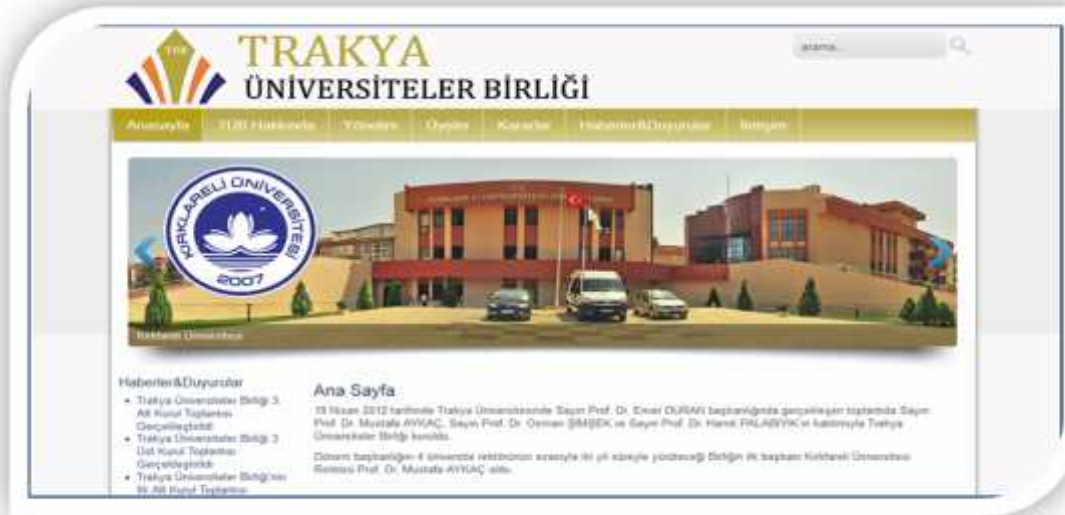 TÜB
TRAKYA
ÜNİVERSİTELER BİRLİĞİ
arama...
Anasayfa TÜB Hakkında Yönetim Üyeler Kararlar Haberler&Duyurular İletişim
KIRKLARELİ ÜNİVERSİTESİ
2007
Kırklareli Üniversitesi
Haberler&Duyurular
Trakya Üniversiteler Birliği 3.
Alt Kurul Toplantısı
Gerçekleştirildi
Trakya Üniversiteler Birliği 3.
Üst Kurul Toplantısı
Gerçekleştirildi
Trakya Üniversiteler Birliği'nin
Alt Kurul Toplantısı
Ana Sayfa
19 Nisan 2012 tarihinde Trakya Üniversitesinde Sayın Prof. Dr. Enver DURAN başkanlığında gerçekleşen toplantıda Sayın
Prof. Dr. Mustafa AYKAÇ, Sayın Prof. Dr. Osman ŞİMŞEK ve Sayın Prof. Dr. Hamit PALABIYIK'ın katılımıyla Trakya
Üniversiteler Birliği kuruldu.
Dönem başkanlığını 4 üniversite rektörünün sırasıyla iki yıl süreyle yürüteceği Birliğin ilk başkanı Kırklareli Üniversitesi
Rektörü Prof. Dr. Mustafa AYKAÇ oldu.